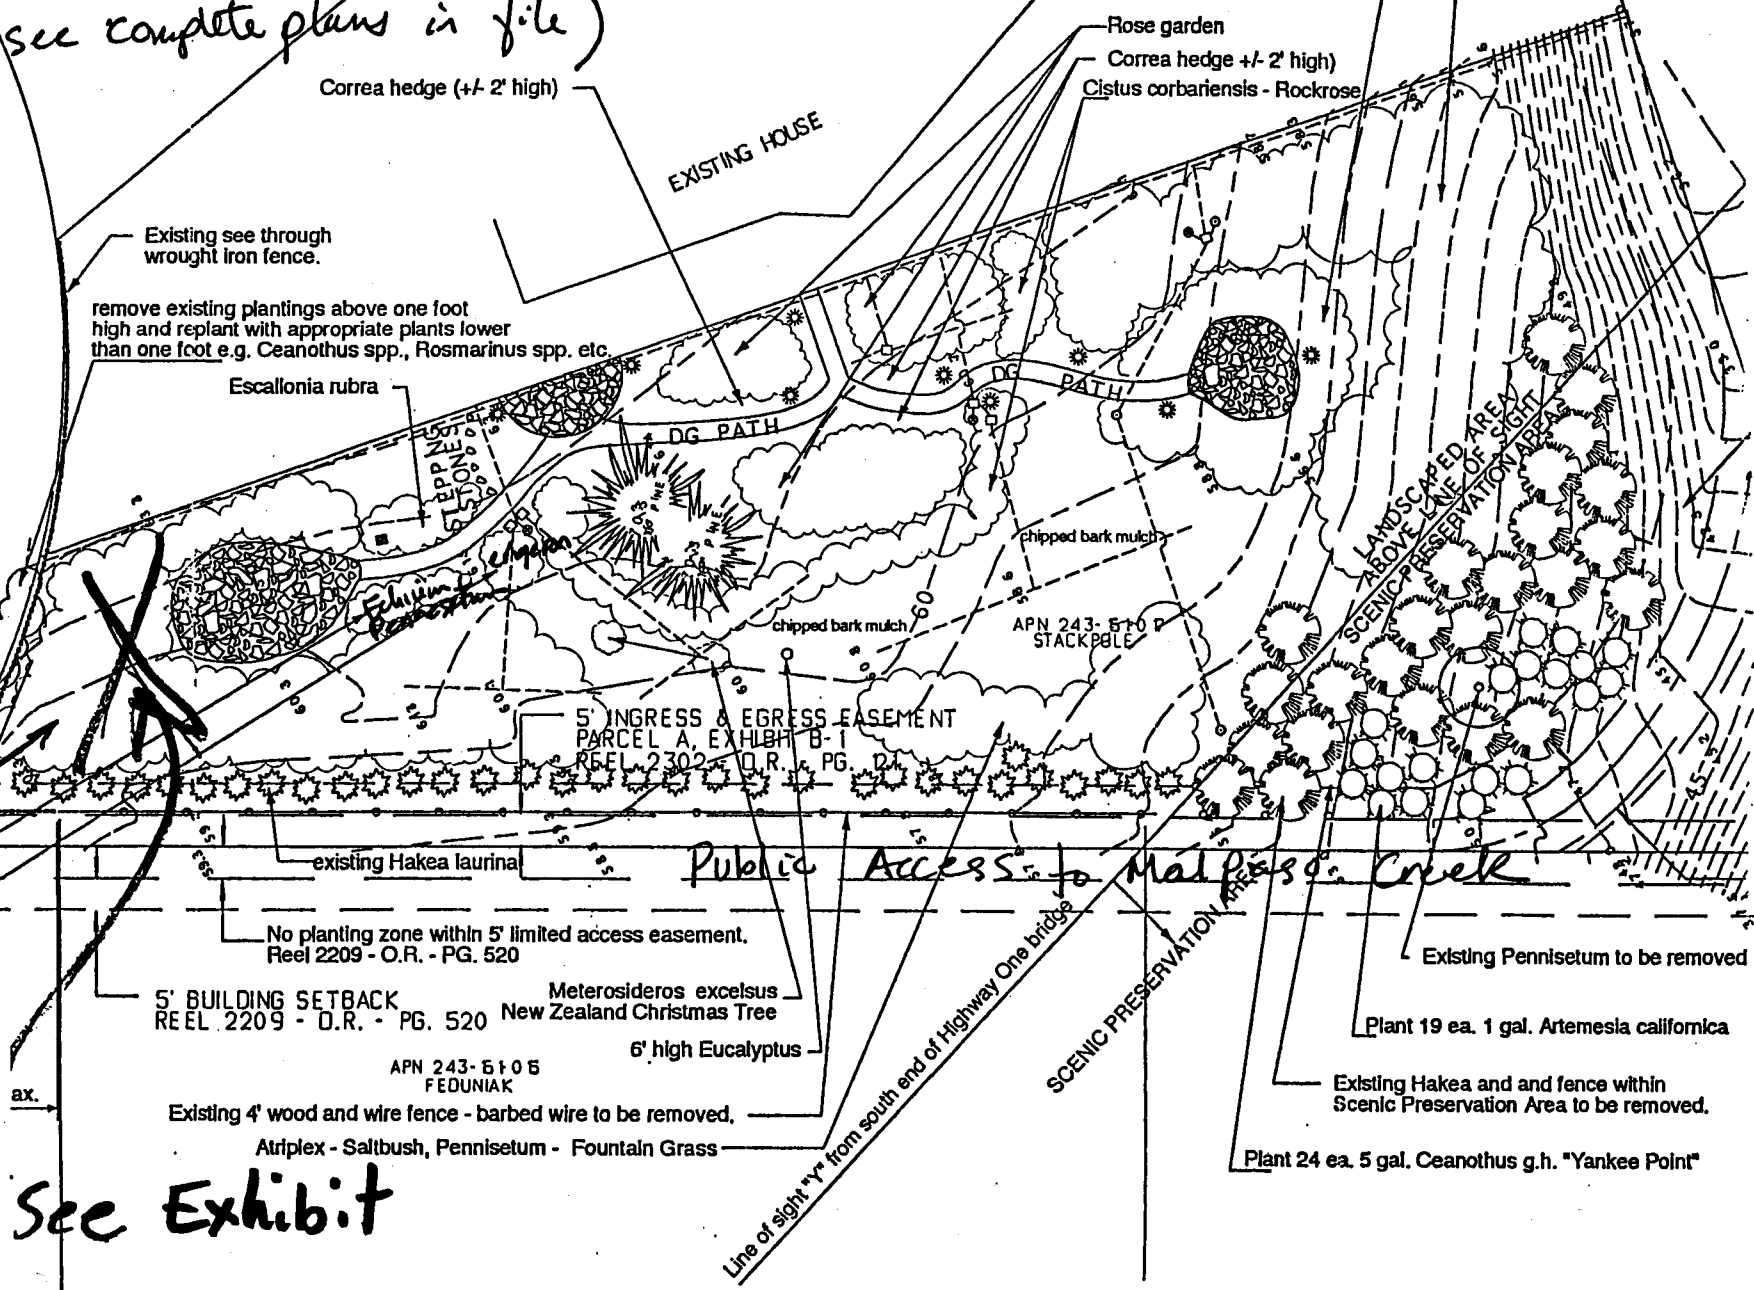 see complete plans in file)
Rose garden
Correa hedge +/- 2' high)
Cistus corbariensis - Rockrose
Correa hedge (+/- 2' high)
EXISTING HOUSE
Existing see through
wrought iron fence.
remove existing plantings above one foot
high and replant with appropriate plants lower
than one foot e.g. Ceanothus spp., Rosmarinus spp. etc.
Escallonia rubra
STEPPNG
STONES
DG PATH
DG PATH
LANDSCAPED AREA
ABOVE LINE OF SIGHT
SCENIC PRESERVATION AREA
chipped bark mulch
Echium
Pennesetum
erigeron
chipped bark mulch
60
APN 243-
STACKPOLE
5' INGRESS & EGRESS EASEMENT
PARCEL A, EXHIBIT B-1
REEL 2302 - O.R. - PG.
existing Hakea laurina
Public Access to Malpaso Creek
No planting zone within 5' limited access easement.
Reel 2209 - O.R. - PG. 520
5' BUILDING SETBACK
REEL 2209 - O.R. - PG. 520
Meterosideros excelsus
New Zealand Christmas Tree
6' high Eucalyptus
APN 243-
FEDUNIAK
ax.
Existing 4' wood and wire fence - barbed wire to be removed.
Atriplex - Saltbush, Pennisetum - Fountain Grass
Line of sight "Y" from south end of Highway One bridge
SCENIC PRESERVATION AREA
Existing Pennisetum to be removed
Plant 19 ea. 1 gal. Artemesia californica
Existing Hakea and and fence within
Scenic Preservation Area to be removed.
Plant 24 ea. 5 gal. Ceanothus g.h. "Yankee Point"
See Exhibit